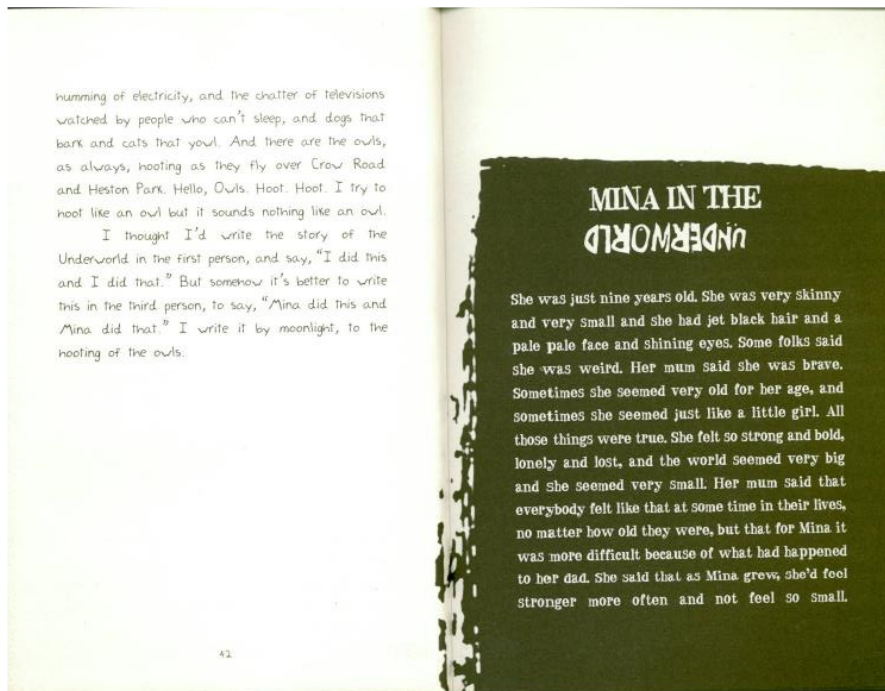 humming of electricity, and the chatter of televisions
watched by people who can't sleep, and dogs that
bark and cats that yowl. And there are the owls,
as always, hooting as they fly over Crow Road
and Heston Park. Hello, Owls. Hoot. Hoot. I try to
hoot like an owl but it sounds nothing like an owl.
I thought I'd write the story of the
Underworld in the first person, and say, "I did this
and I did that." But somehow it's better to write
this in the third person, to say, "Mina did this and
Mina did that." I write it by moonlight, to the
hooting of the owls.
42
MINA IN THE
UNDERWORLD
She was just nine years old. She was very skinny
and very small and she had jet black hair and a
pale pale face and shining eyes. Some folks said
she was weird. Her mum said she was brave.
Sometimes she seemed very old for her age, and
sometimes she seemed just like a little girl. All
those things were true. She felt so strong and bold,
lonely and lost, and the world seemed very big
and she seemed very small. Her mum said that
everybody felt like that at some time in their lives,
no matter how old they were, but that for Mina it
was more difficult because of what had happened
to her dad. She said that as Mina grew, she'd feel
stronger more often and not feel so small.